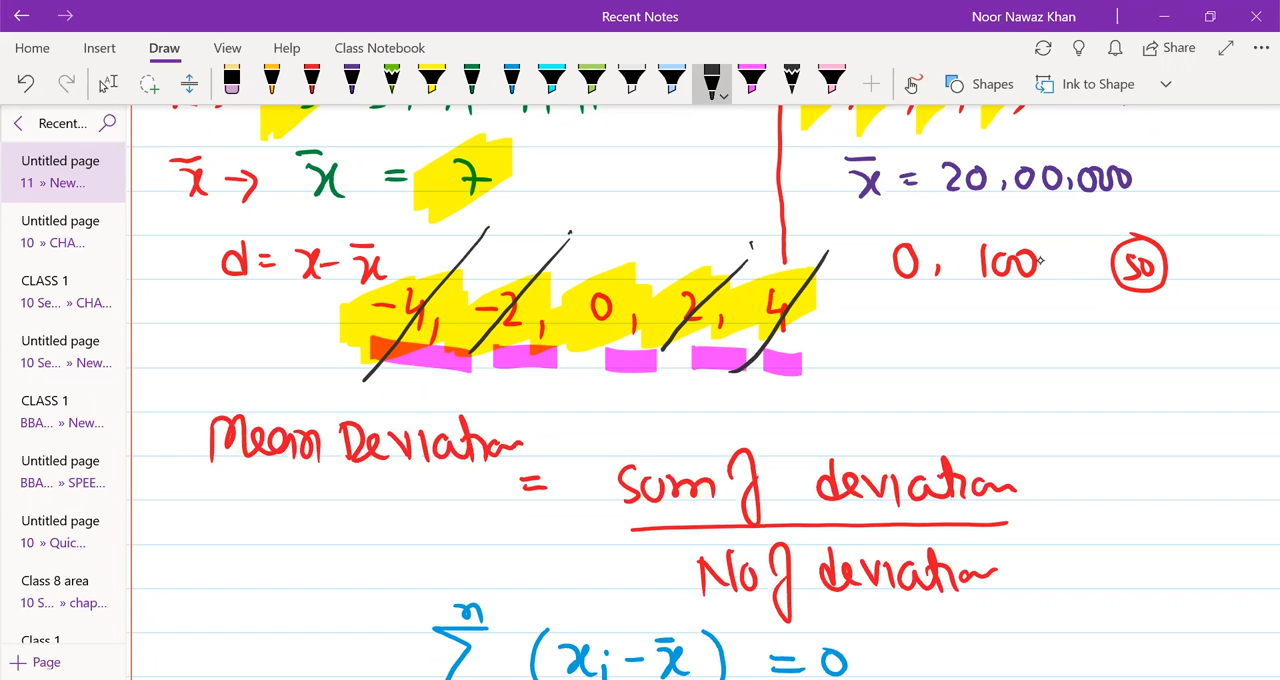 Recent Notes
Noor Nawaz Khan
Home Insert Draw View Help Class Notebook Share
Shapes Ink to Shape
Recent...
Untitled page
11 » New...
Untitled page
10 » CHA...
CLASS 1
10 Se... » CHA...
Untitled page
10 Se... » New...
CLASS 1
BBA... » New...
Untitled page
BBA... » SPEE...
Untitled page
10 » Quic...
Class 8 area
10 S... » chap...
Class 1
Page
x̄ → x̄ = 7
x̄ = 20,00,000
d = x - x̄
-4, -2, 0, 2, 4
0, 100 50
Mean Deviation = Sum of deviation
No of deviation
n
∑ (xi - x̄) = 0